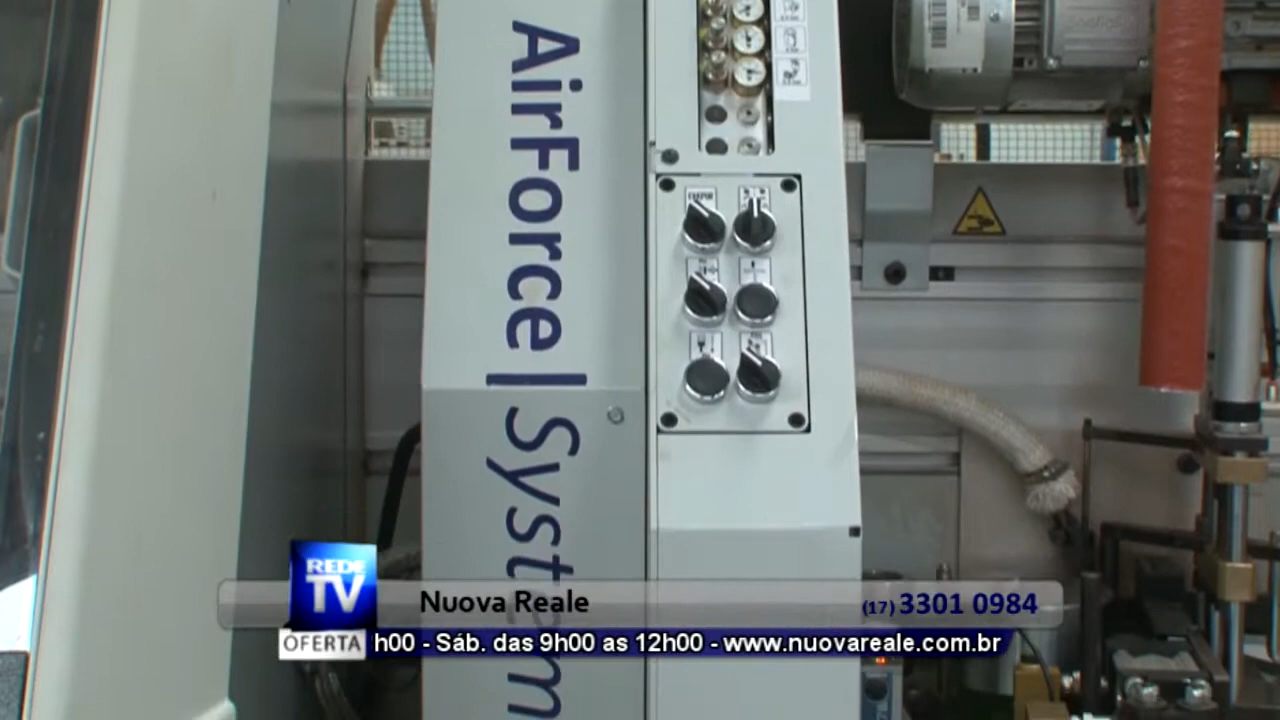 AirForce | System
REDE
TV
OFERTA
Nuova Reale
(17) 3301 0984
h00 - Sáb. das 9h00 as 12h00 - www.nuovareale.com.br